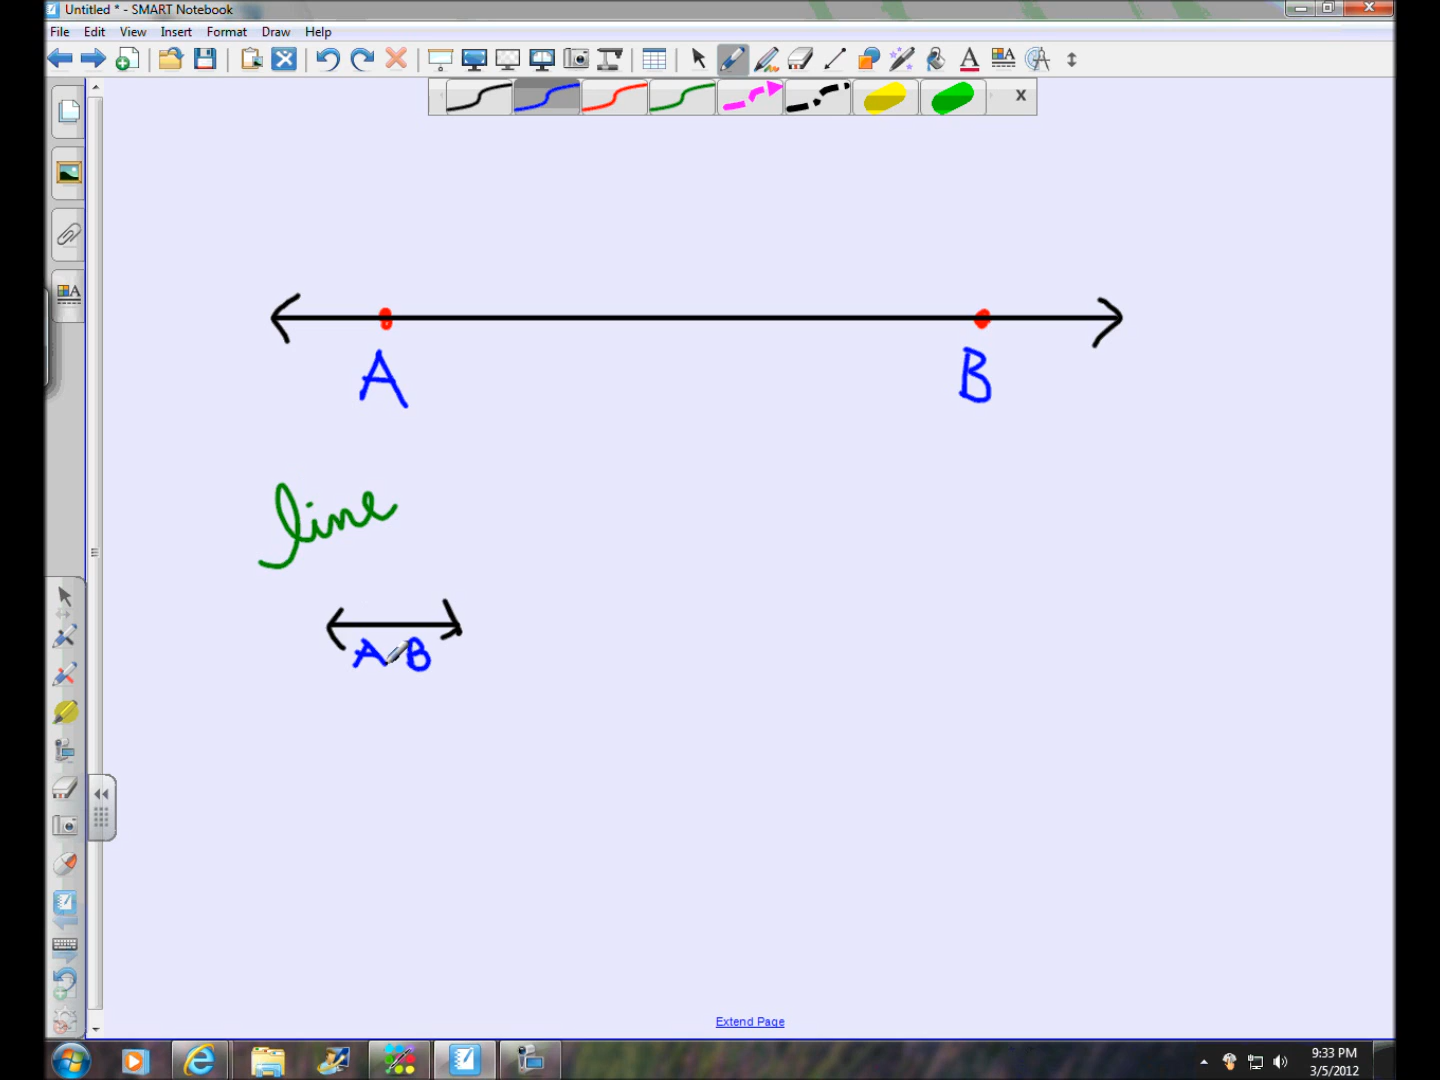 Untitled * - SMART Notebook
File Edit View Insert Format Draw Help
A B
line
AB
Extend Page
9:33 PM
3/5/2012